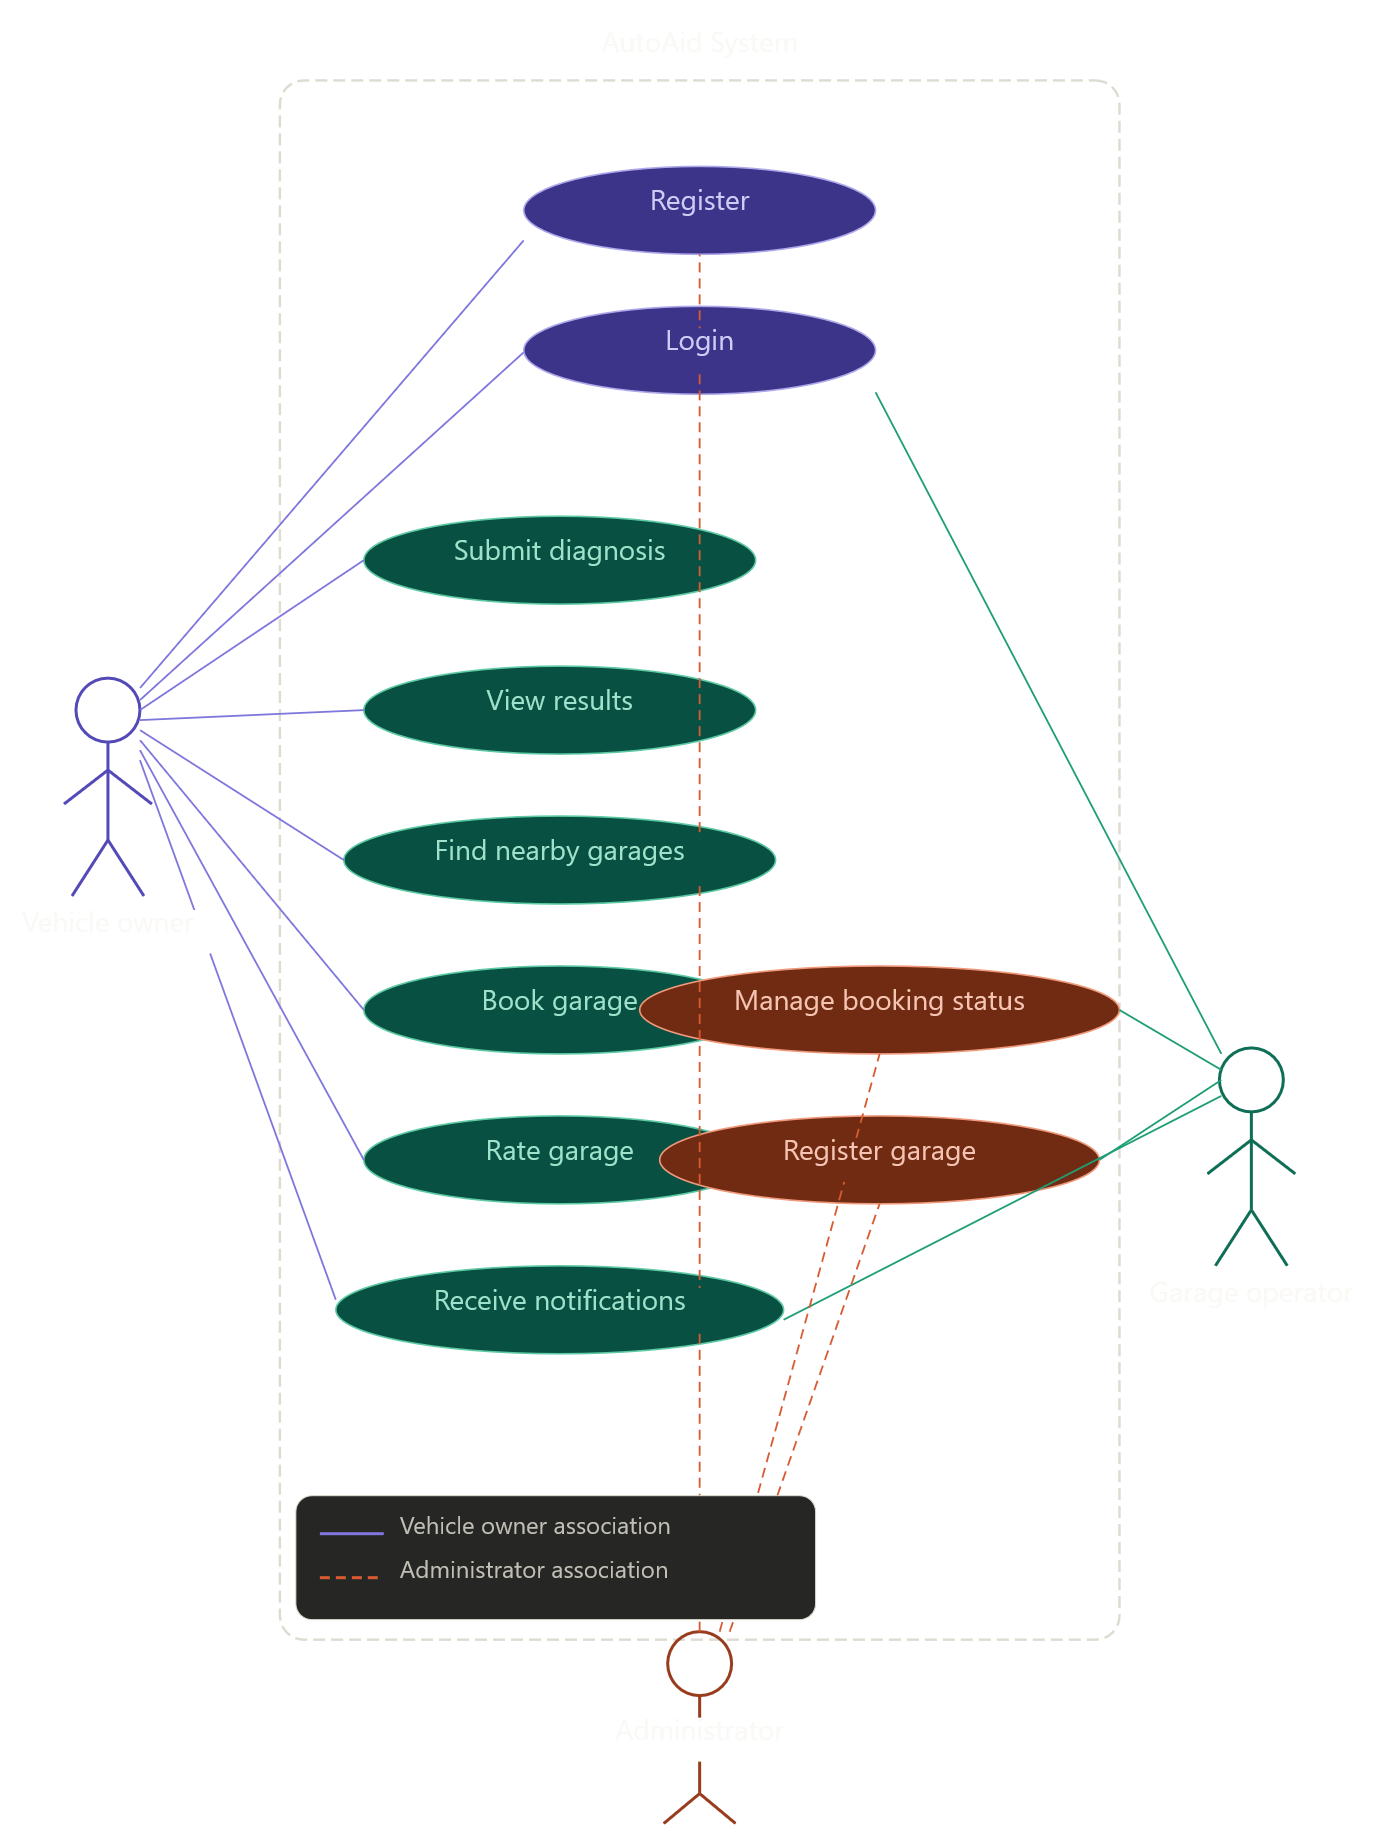 AutoAid System
Register
Login
Submit diagnosis
View results
Find nearby garages
Vehicle owner
Book garage
Manage booking status
Rate garage
Register garage
Receive notifications
Garage operator
Vehicle owner association
Administrator association
Administrator